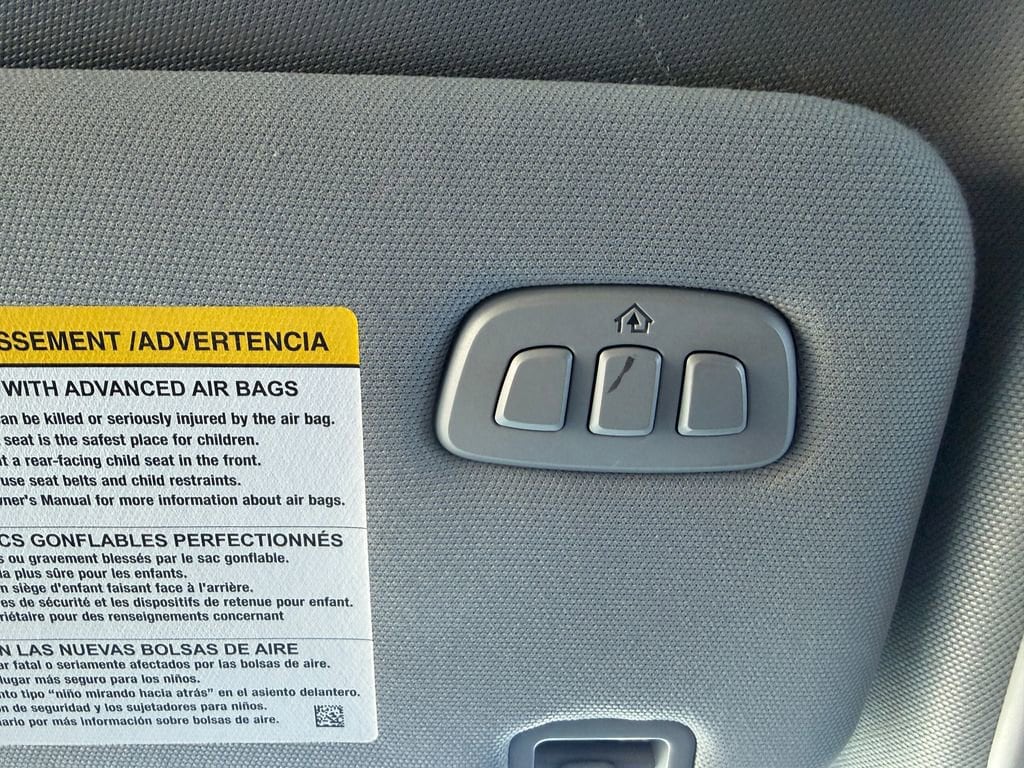 SSEMENT /ADVERTENCIA
WITH ADVANCED AIR BAGS
an be killed or seriously injured by the air bag.
seat is the safest place for children.
t a rear-facing child seat in the front.
use seat belts and child restraints.
ner's Manual for more information about air bags.
CS GONFLABLES PERFECTIONNÉS
s ou gravement blessés par le sac gonflable.
la plus sûre pour les enfants.
n siège d'enfant faisant face à l'arrière.
res de sécurité et les dispositifs de retenue pour enfant.
riétaire pour des renseignements concernant
N LAS NUEVAS BOLSAS DE AIRE
ar fatal o seriamente afectados por las bolsas de aire.
lugar más seguro para los niños.
nto tipo “niño mirando hacia atrás” en el asiento delantero.
ón de seguridad y los sujetadores para niños.
ario por más información sobre bolsas de aire.